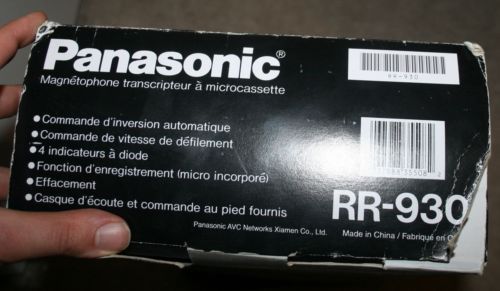 Panasonic®
Magnétophone transcripteur à microcassette
RR-930
• Commande d'inversion automatique
• Commande de vitesse de défilement
• 4 indicateurs à diode
• Fonction d'enregistrement (micro incorporé)
• Effacement
• Casque d'écoute et commande au pied fournis
RR-930
Panasonic AVC Networks Xiamen Co., Ltd.
Made in China / Fabriqué en